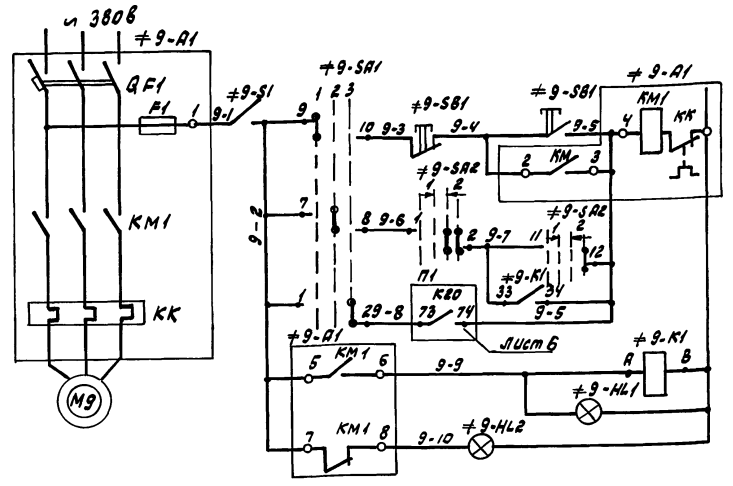 ~ 380В
≠9-А1
QF1
F1
1
9-1
≠9-S1
9
≠9-SA1
1 2 3
10 9-3
≠9-SB1
9-4
≠9-SB1
9-5
≠9-А1
4
КМ1
КК
2 КМ 3
9-2
7
8 9-6
≠9-SA2
1 2
1
2 9-7
≠9-SA2
1 2
11
12
КМ1
≠9-К1
33 34
9-5
П1
К20
73 74
1
29-8
Лист 6
КК
М9
≠9-А1
5 КМ1 6
9-9
≠9-К1
А В
≠9-HL1
7 КМ1 8
9-10
≠9-HL2